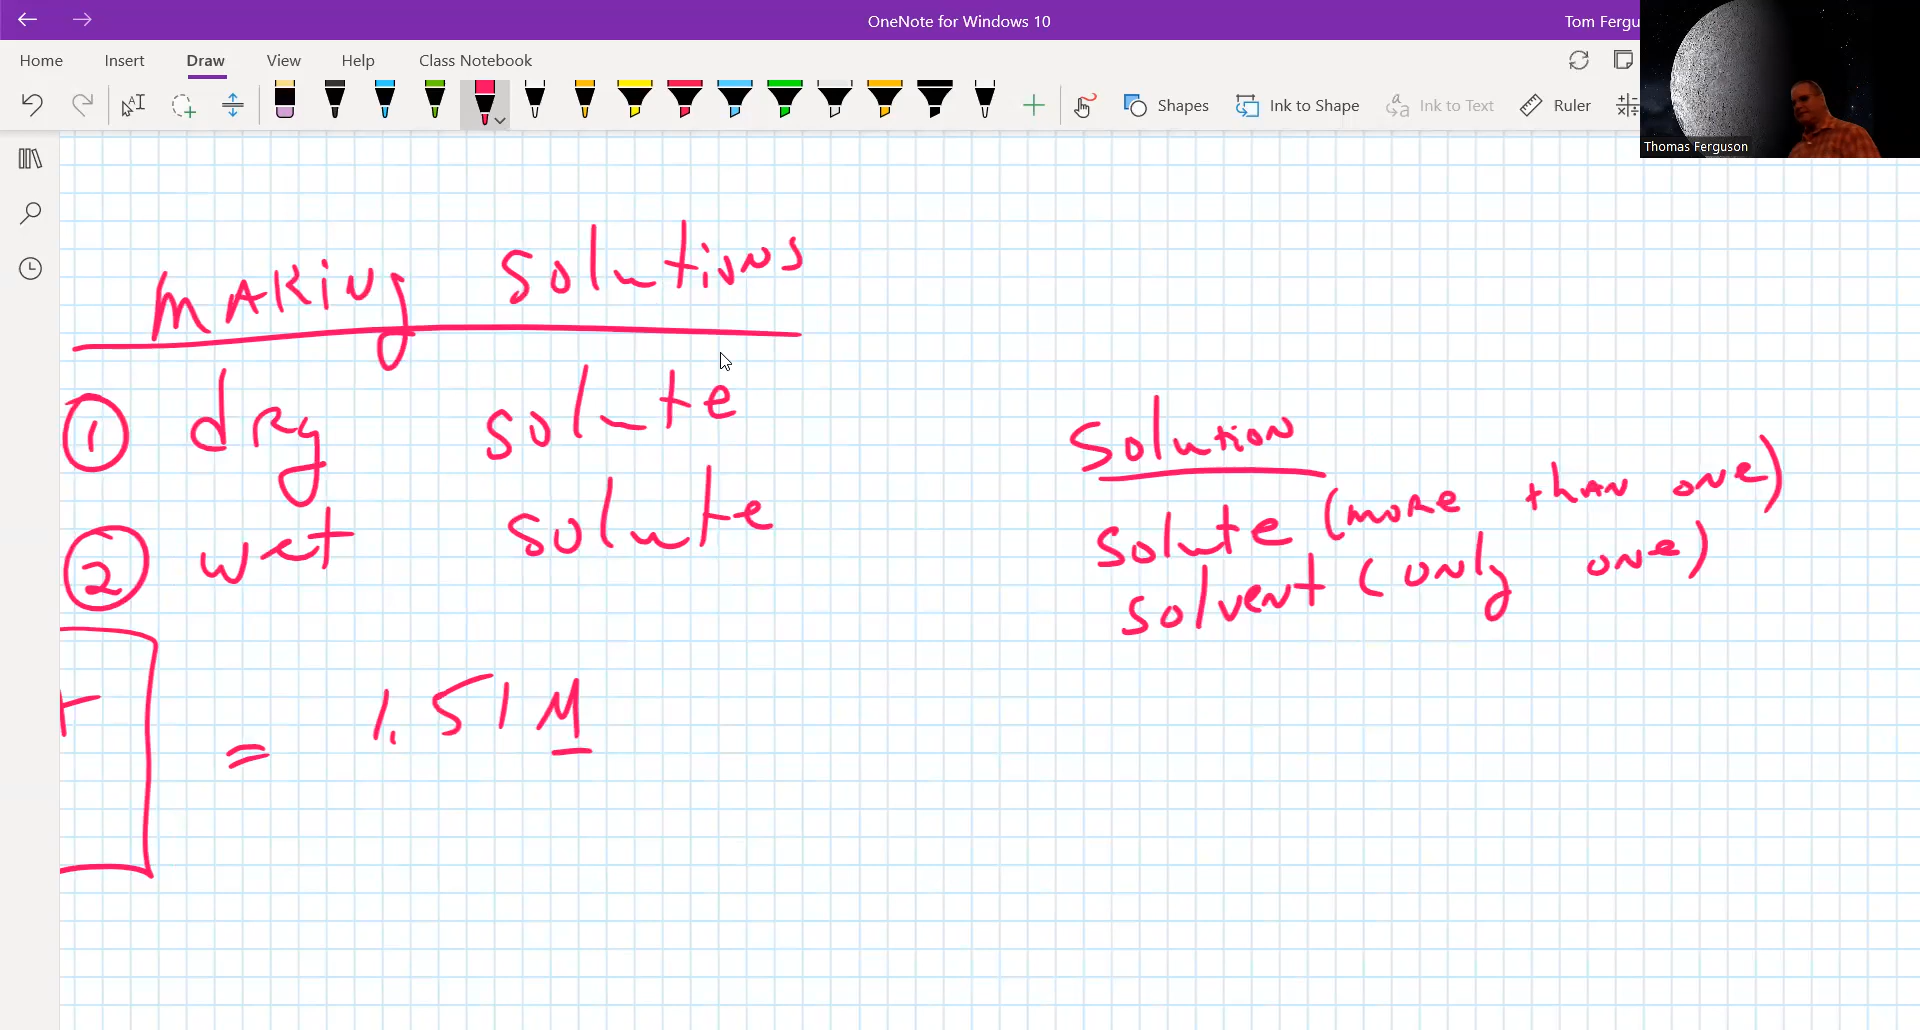 OneNote for Windows 10
Tom Fergu
Home Insert Draw View Help Class Notebook
Shapes Ink to Shape Ink to Text Ruler
Thomas Ferguson
Making solutions
1 dry solute
2 wet solute
= 1.51 M
Solution
solute (more than one)
solvent (only one)